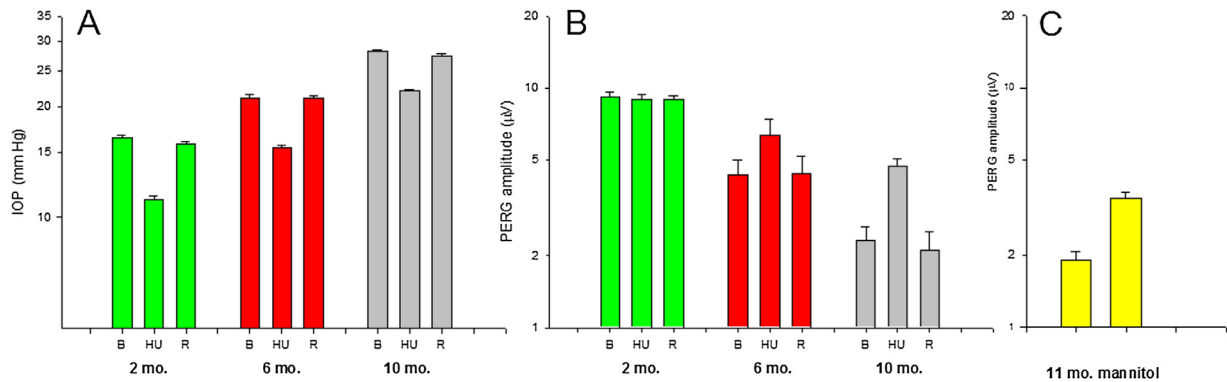 A
IOP (mm Hg)
35
30
25
20
15
10
B HU R B HU R B HU R
2 mo. 6 mo. 10 mo.
B
PERG amplitude (µV)
20
10
5
2
1
B HU R B HU R B HU R
2 mo. 6 mo. 10 mo.
C
PERG amplitude (µV)
20
10
5
2
1
11 mo. mannitol